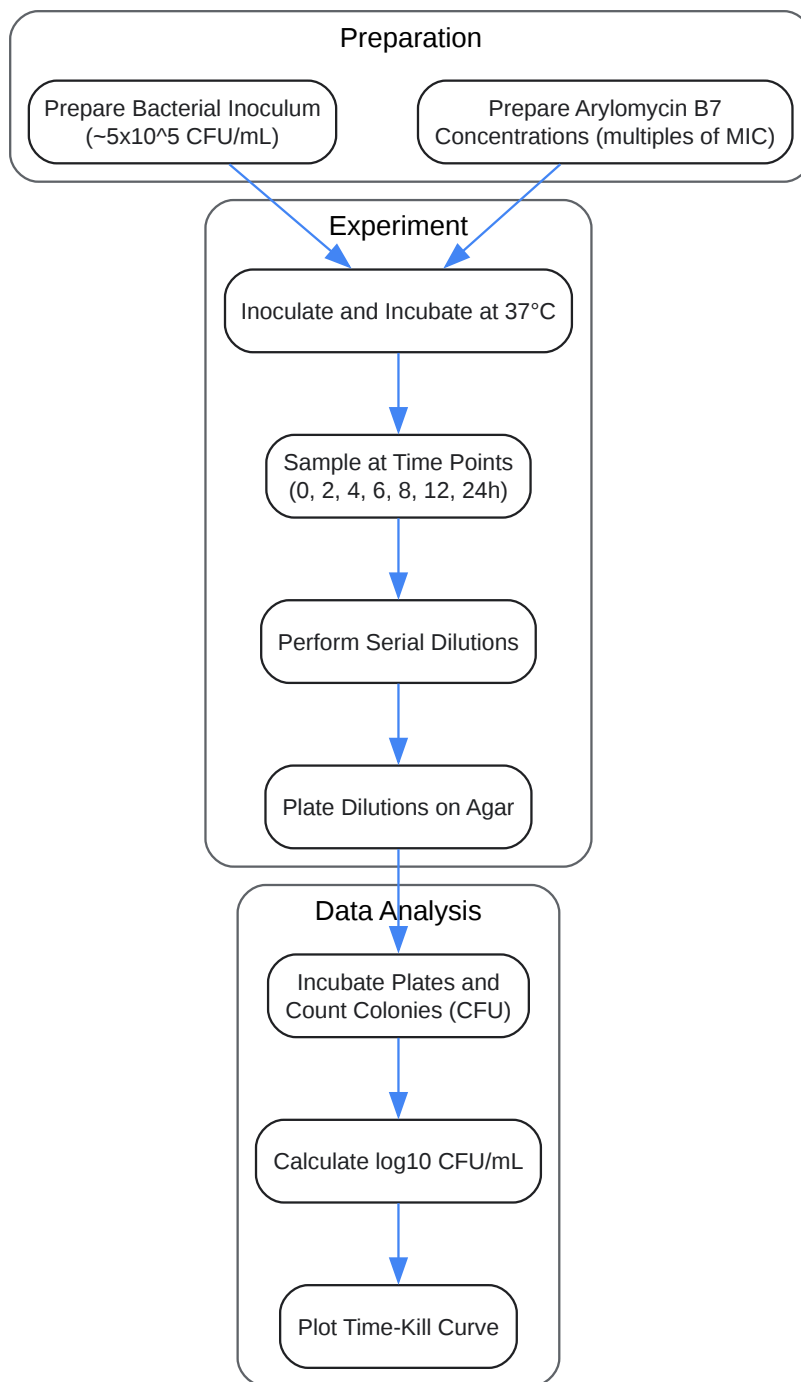 Preparation
Prepare Bacterial Inoculum
(~5x10^5 CFU/mL)
Prepare Arylomycin B7
Concentrations (multiples of MIC)
Experiment
Inoculate and Incubate at 37°C
Sample at Time Points
(0, 2, 4, 6, 8, 12, 24h)
Perform Serial Dilutions
Plate Dilutions on Agar
Data Analysis
Incubate Plates and
Count Colonies (CFU)
Calculate log10 CFU/mL
Plot Time-Kill Curve